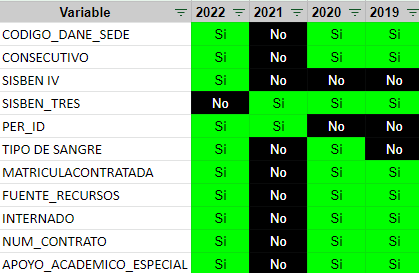 Variable 2022 2021 2020 2019
CODIGO_DANE_SEDE Si No Si Si
CONSECUTIVO Si No Si Si
SISBEN IV Si No No No
SISBEN_TRES No Si Si Si
PER_ID Si Si No No
TIPO DE SANGRE Si No Si No
MATRICULACONTRATADA Si No Si Si
FUENTE_RECURSOS Si No Si Si
INTERNADO Si No Si Si
NUM_CONTRATO Si No Si Si
APOYO_ACADEMICO_ESPECIAL Si No Si Si